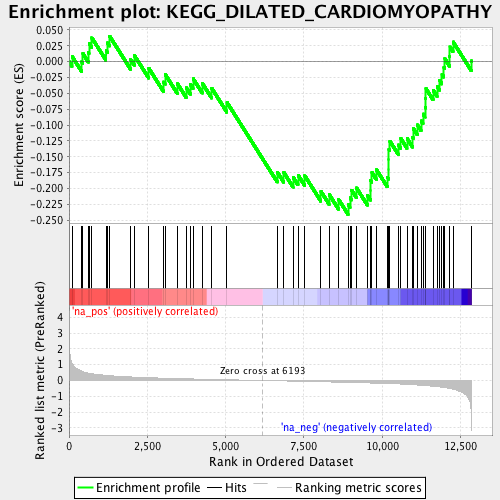 Enrichment plot: KEGG_DILATED_CARDIOMYOPATHY
Enrichment score (ES)
0.050
0.025
0.000
-0.025
-0.050
-0.075
-0.100
-0.125
-0.150
-0.175
-0.200
-0.225
-0.250
'na_pos' (positively correlated)
Ranked list metric (PreRanked)
4
3
2
1
0
-1
-2
-3
Zero cross at 6193
'na_neg' (negatively correlated)
0
2,500
5,000
7,500
10,000
12,500
Rank in Ordered Dataset
Enrichment profile
Hits
Ranking metric scores